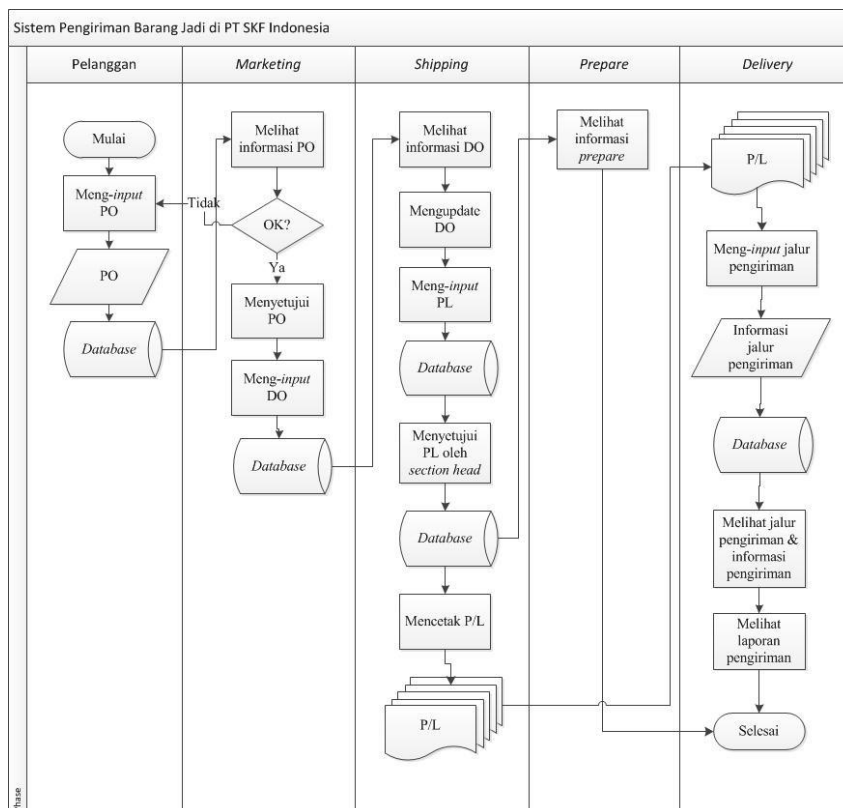 Sistem Pengiriman Barang Jadi di PT SKF Indonesia
Pelanggan
Marketing
Shipping
Prepare
Delivery
Mulai
Meng-input
PO
PO
Database
Melihat
informasi PO
OK?
Tidak
Ya
Menyetujui
PO
Meng-input
DO
Database
Melihat
informasi DO
Mengupdate
DO
Meng-input
PL
Database
Menyetujui
PL oleh
section head
Database
Mencetak P/L
P/L
Melihat
informasi
prepare
P/L
Meng-input jalur
pengiriman
Informasi
jalur
pengiriman
Database
Melihat jalur
pengiriman &
informasi
pengiriman
Melihat
laporan
pengiriman
Selesai
Phase